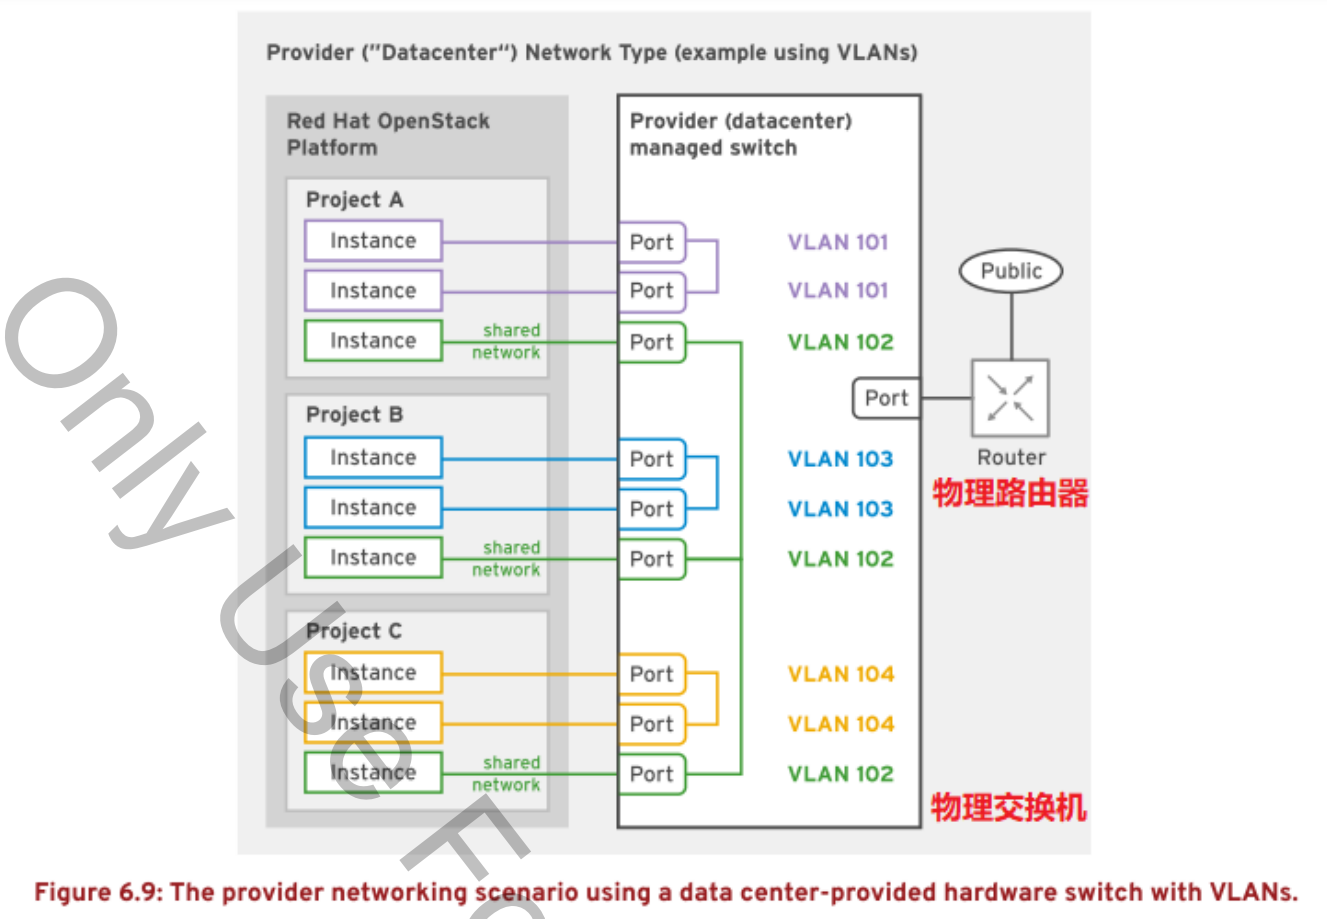 Provider ("Datacenter") Network Type (example using VLANs)
Red Hat OpenStack
Platform
Project A
Instance
Instance
Instance
shared
network
Project B
Instance
Instance
Instance
shared
network
Project C
Instance
Instance
Instance
shared
network
Provider (datacenter)
managed switch
Port
VLAN 101
Port
VLAN 101
Port
VLAN 102
Port
Port
VLAN 103
Port
VLAN 103
Port
VLAN 102
Port
VLAN 104
Port
VLAN 104
Port
VLAN 102
Public
Router
物理路由器
物理交换机
Only Use Fo
Figure 6.9: The provider networking scenario using a data center-provided hardware switch with VLANs.